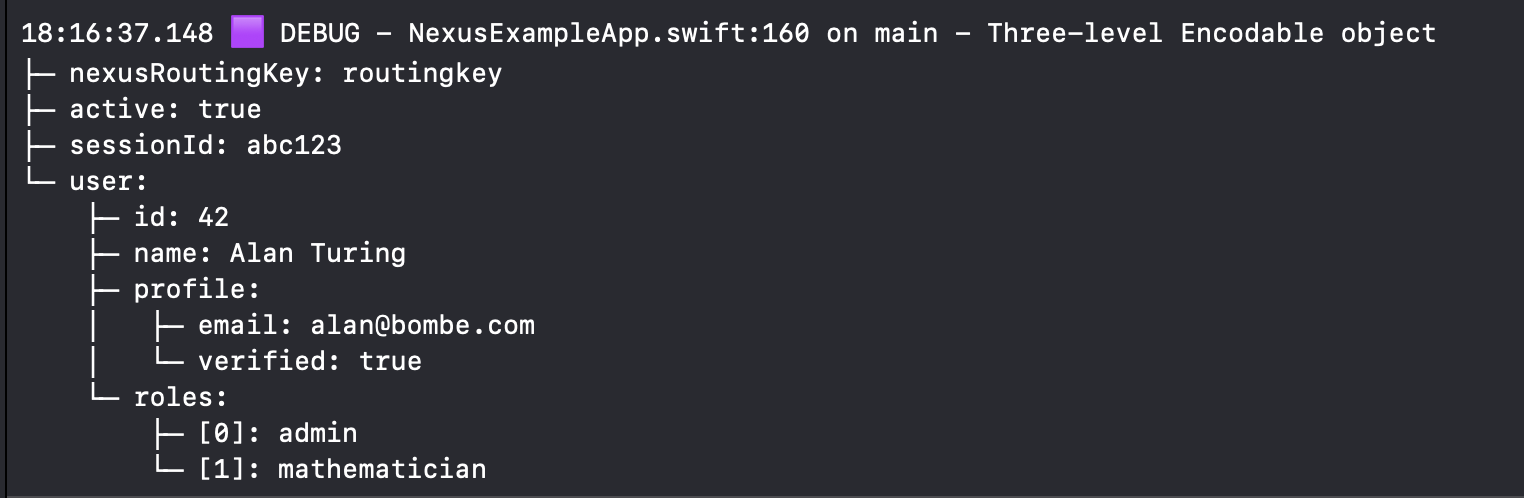 18:16:37.148 🟪 DEBUG – NexusExampleApp.swift:160 on main – Three-level Encodable object
├─ nexusRoutingKey: routingkey
├─ active: true
├─ sessionId: abc123
└─ user:
    ├─ id: 42
    ├─ name: Alan Turing
    ├─ profile:
    │   ├─ email: alan@bombe.com
    │   └─ verified: true
    └─ roles:
        ├─ [0]: admin
        └─ [1]: mathematician